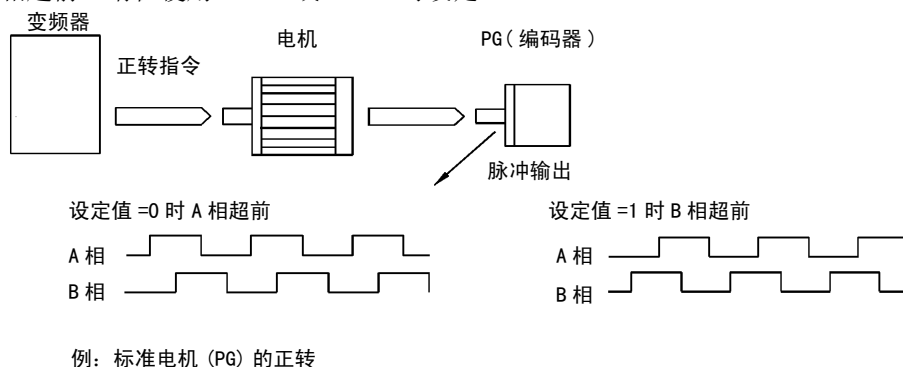 变频器
电机
PG( 编码器 )
正转指令
脉冲输出
设定值 =0 时 A 相超前
设定值 =1 时 B 相超前
A 相
A 相
B 相
B 相
例: 标准电机 (PG) 的正转